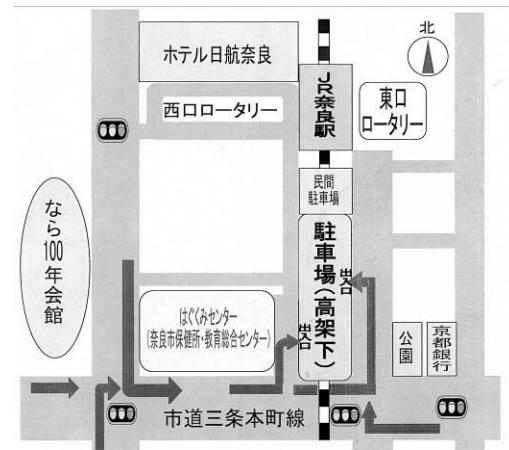 ホテル日航奈良
北
西口ロータリー
JR奈良駅
東口
ロータリー
民間
駐車場
なら100年会館
駐車場(高架下)
出入口
出入口
はぐくみセンター
(奈良市保健所・教育総合センター)
公園
京都銀行
市道三条本町線